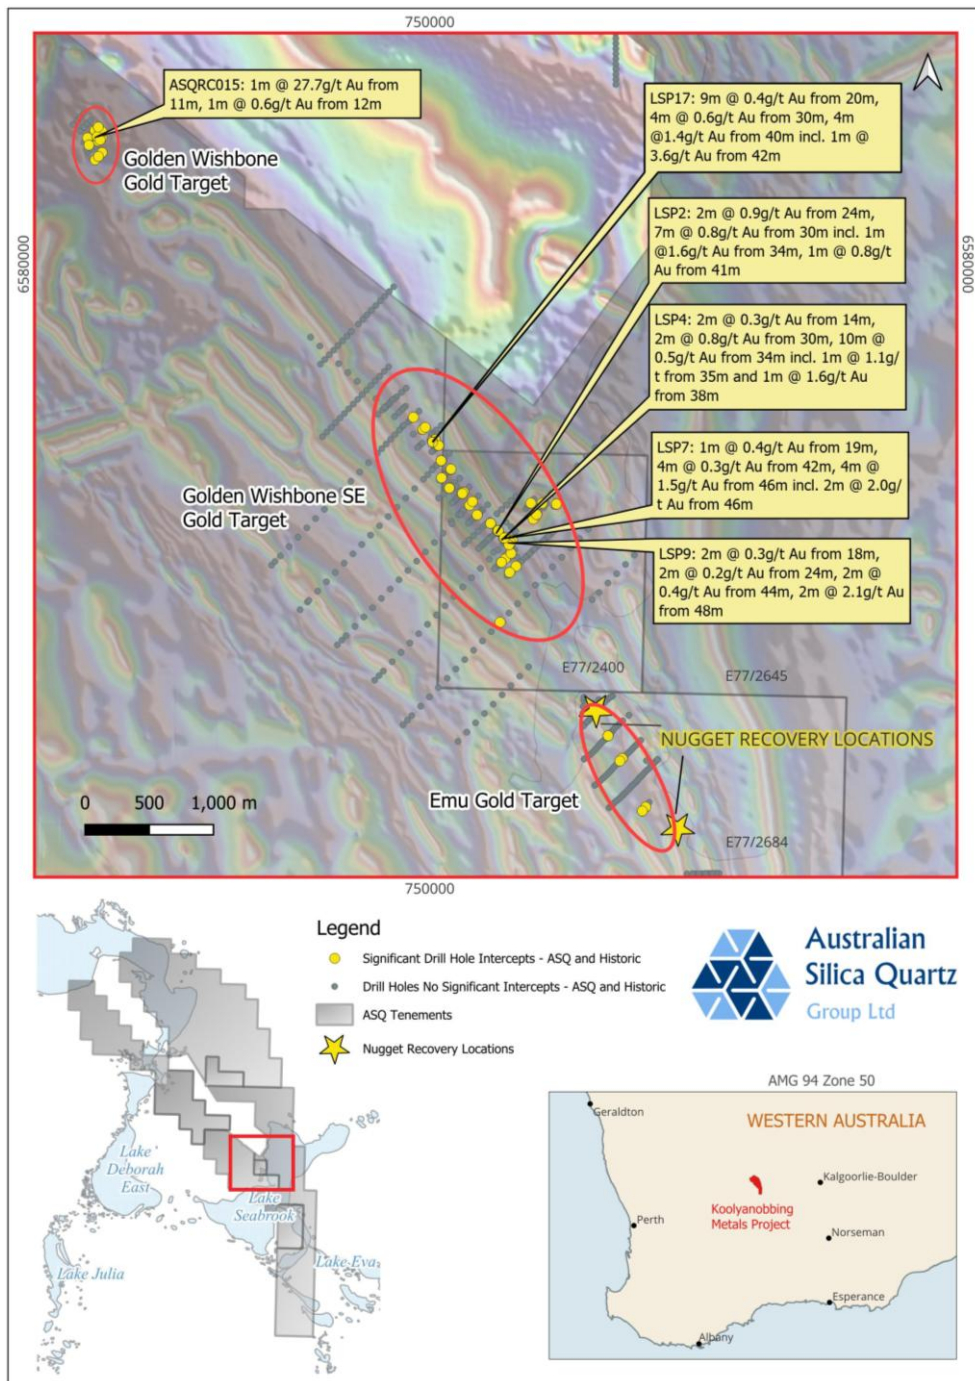 750000
ASQRC015: 1m @ 27.7g/t Au from
11m, 1m @ 0.6g/t Au from 12m
Golden Wishbone
Gold Target
LSP17: 9m @ 0.4g/t Au from 20m,
4m @ 0.6g/t Au from 30m, 4m
@1.4g/t Au from 40m incl. 1m @
3.6g/t Au from 42m
LSP2: 2m @ 0.9g/t Au from 24m,
7m @ 0.8g/t Au from 30m incl. 1m
@1.6g/t Au from 34m, 1m @ 0.8g/t
Au from 41m
6580000
6580000
LSP4: 2m @ 0.3g/t Au from 14m,
2m @ 0.8g/t Au from 30m, 10m @
0.5g/t Au from 34m incl. 1m @ 1.1g/
t from 35m and 1m @ 1.6g/t Au
from 38m
Golden Wishbone SE
Gold Target
LSP7: 1m @ 0.4g/t Au from 19m,
4m @ 0.3g/t Au from 42m, 4m @
1.5g/t Au from 46m incl. 2m @ 2.0g/
t Au from 46m
LSP9: 2m @ 0.3g/t Au from 18m,
2m @ 0.2g/t Au from 24m, 2m @
0.4g/t Au from 44m, 2m @ 2.1g/t Au
from 48m
E77/2400
E77/2645
NUGGET RECOVERY LOCATIONS
Emu Gold Target
0 500 1,000 m
E77/2684
750000
Legend
Significant Drill Hole Intercepts - ASQ and Historic
Drill Holes No Significant Intercepts - ASQ and Historic
ASQ Tenements
Nugget Recovery Locations
Australian
Silica Quartz
Group Ltd
Lake
Deborah
East
Lake
Seabrook
Lake Julia
Lake Eva
AMG 94 Zone 50
Geraldton
WESTERN AUSTRALIA
Kalgoorlie-Boulder
Koolyanobbing
Metals Project
Perth
Norseman
Esperance
Albany